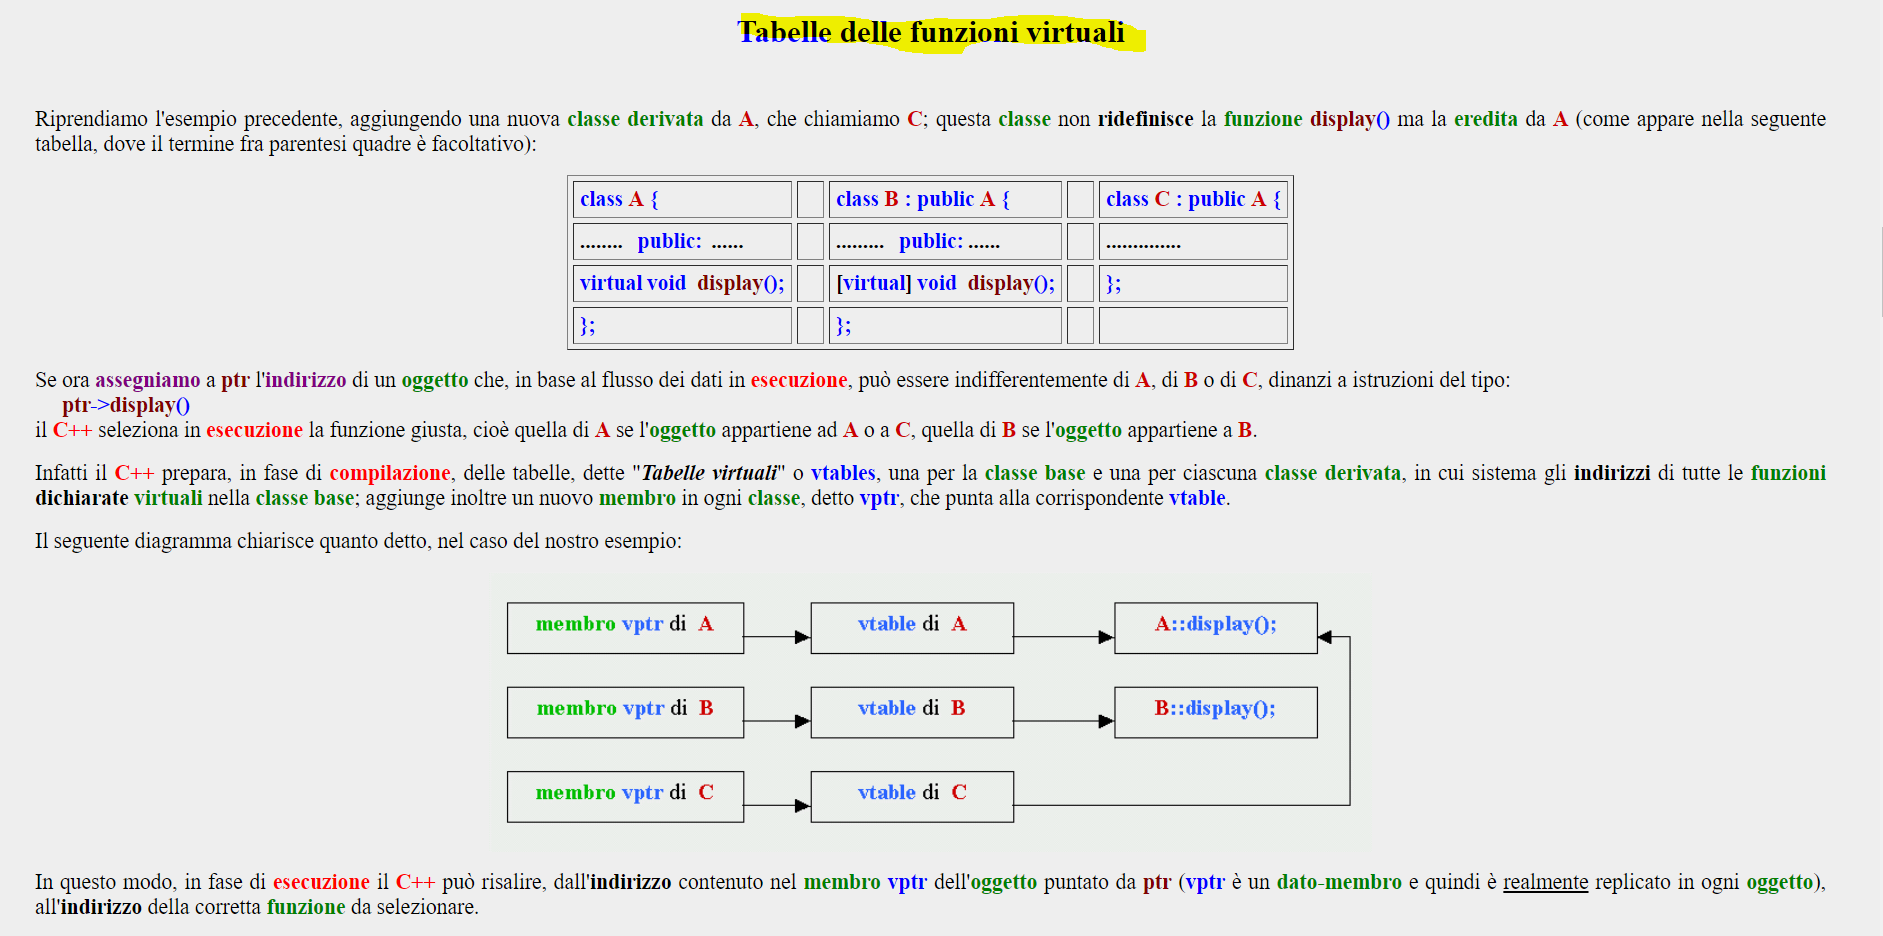 Tabelle delle funzioni virtuali
Riprendiamo l'esempio precedente, aggiungendo una nuova classe derivata da A, che chiamiamo C; questa classe non ridefinisce la funzione display() ma la eredita da A (come appare nella seguente
tabella, dove il termine fra parentesi quadre è facoltativo):
class A { class B : public A { class C : public A {
........ public: ...... ......... public: ...... ..............
virtual void display(); [virtual] void display(); };
}; };
Se ora assegniamo a ptr l'indirizzo di un oggetto che, in base al flusso dei dati in esecuzione, può essere indifferentemente di A, di B o di C, dinanzi a istruzioni del tipo:
ptr->display()
il C++ seleziona in esecuzione la funzione giusta, cioè quella di A se l'oggetto appartiene ad A o a C, quella di B se l'oggetto appartiene a B.
Infatti il C++ prepara, in fase di compilazione, delle tabelle, dette "Tabelle virtuali" o vtables, una per la classe base e una per ciascuna classe derivata, in cui sistema gli indirizzi di tutte le funzioni
dichiarate virtuali nella classe base; aggiunge inoltre un nuovo membro in ogni classe, detto vptr, che punta alla corrispondente vtable.
Il seguente diagramma chiarisce quanto detto, nel caso del nostro esempio:
membro vptr di A vtable di A A::display();
membro vptr di B vtable di B B::display();
membro vptr di C vtable di C
In questo modo, in fase di esecuzione il C++ può risalire, dall'indirizzo contenuto nel membro vptr dell'oggetto puntato da ptr (vptr è un dato-membro e quindi è realmente replicato in ogni oggetto),
all'indirizzo della corretta funzione da selezionare.